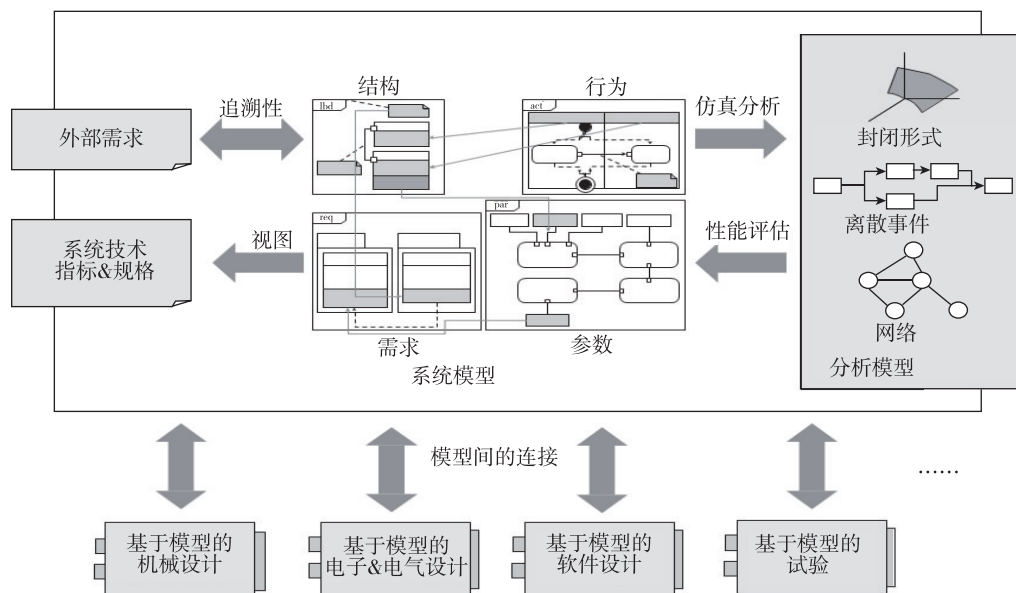 结构
行为
追溯性
仿真分析
外部需求
lbd
act
封闭形式
req
par
离散事件
系统技术
指标&规格
视图
性能评估
网络
需求
参数
系统模型
分析模型
模型间的连接
……
基于模型的
机械设计
基于模型的
电子&电气设计
基于模型的
软件设计
基于模型的
试验